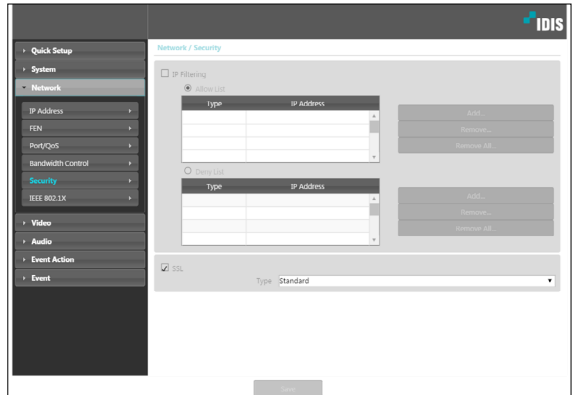 IDIS
Quick Setup
System
Network
IP Address
FEN
Port/QoS
Bandwidth Control
Security
IEEE 802.1X
Video
Audio
Event Action
Event
Network / Security
IP Filtering
Allow List
Type IP Address
Add...
Remove...
Remove All...
Deny List
Type IP Address
Add...
Remove...
Remove All...
SSL
Type Standard
Save